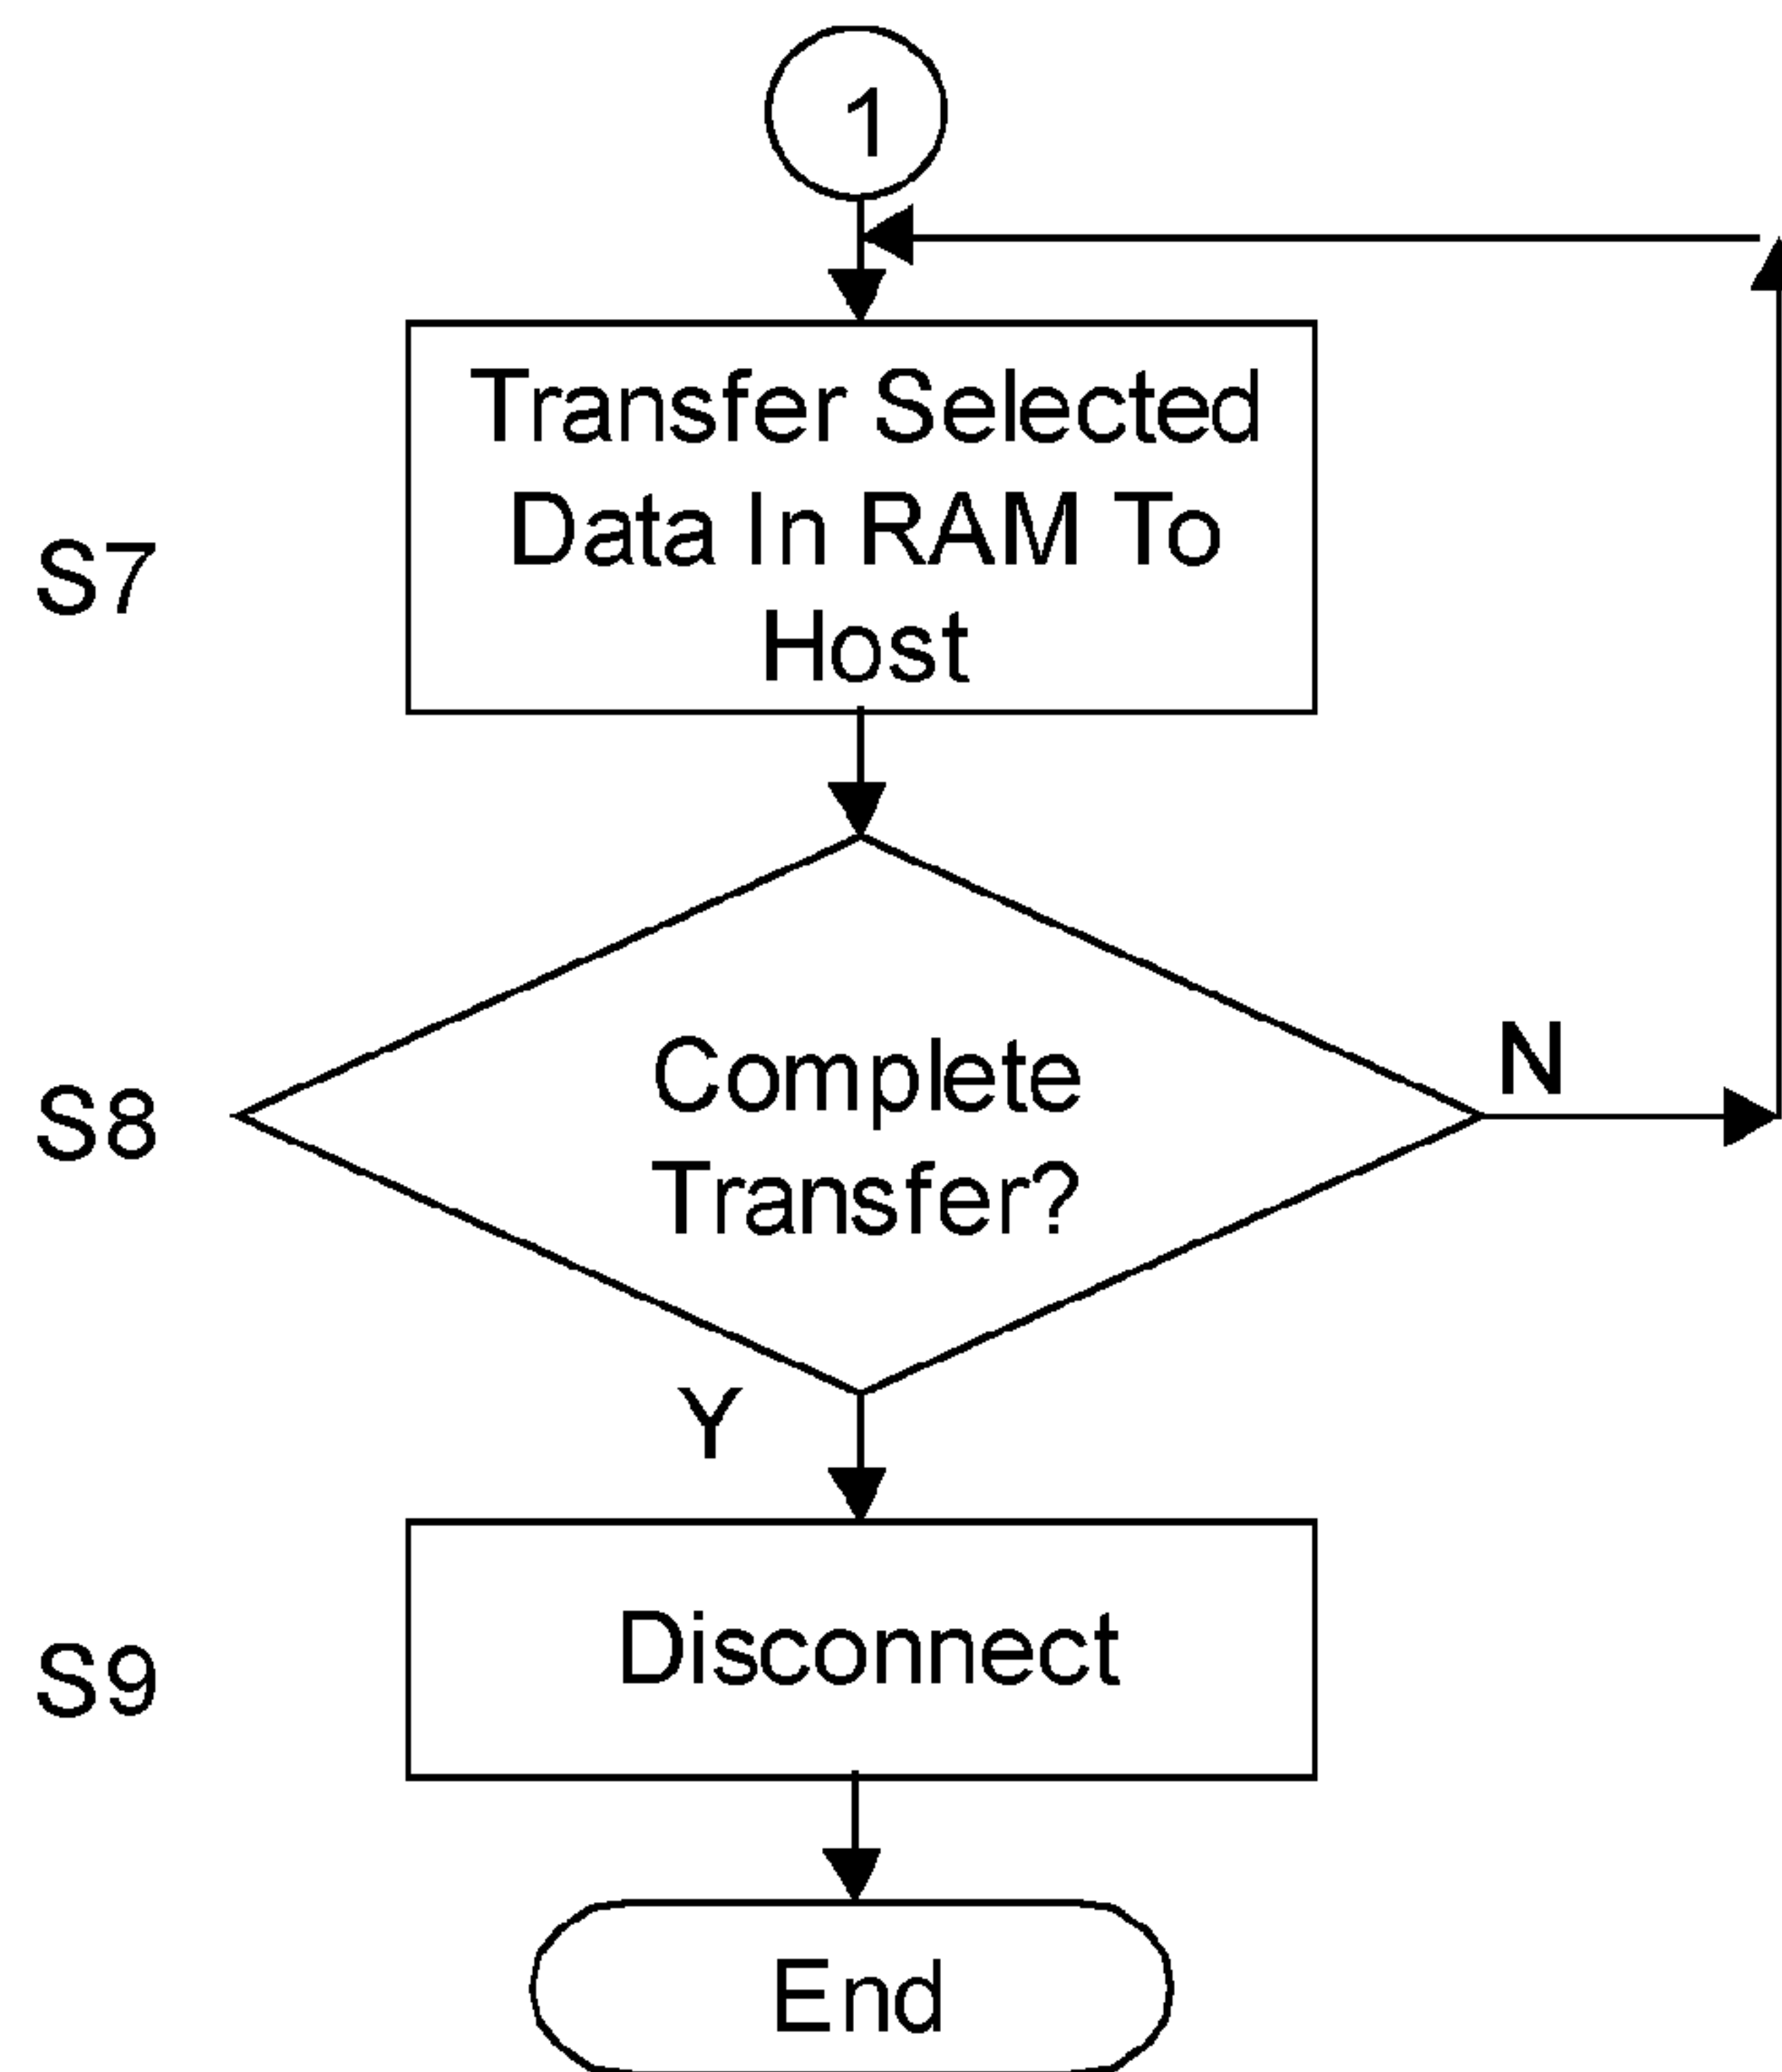 1
Transfer Selected
Data In RAM To
Host
S7
Complete
Transfer?
S8
N
Y
Disconnect
S9
End